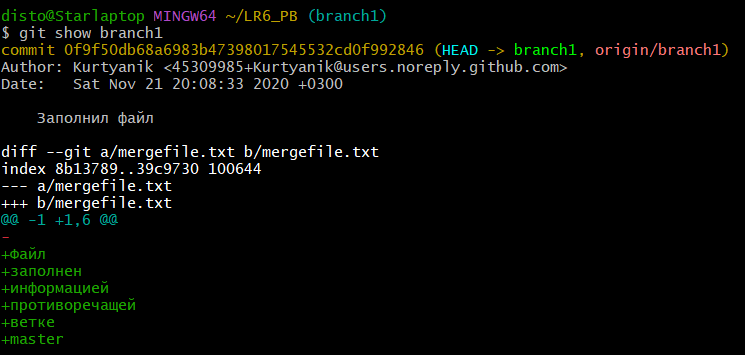 disto@Starlaptop MINGW64 ~/LR6_PB (branch1)
$ git show branch1
commit 0f9f50db68a6983b47398017545532cd0f992846 (HEAD -> branch1, origin/branch1)
Author: Kurtyanik <45309985+Kurtyanik@users.noreply.github.com>
Date:   Sat Nov 21 20:08:33 2020 +0300

    Заполнил файл

diff --git a/mergefile.txt b/mergefile.txt
index 8b13789..39c9730 100644
--- a/mergefile.txt
+++ b/mergefile.txt
@@ -1 +1,6 @@
-
+Файл
+заполнен
+информацией
+противоречащей
+ветке
+master